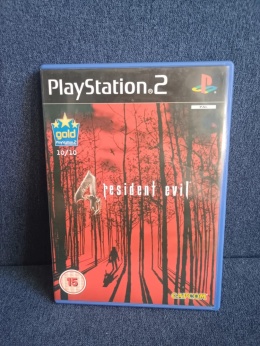 PlayStation®2
gold
10/10
4 resident evil
15
CAPCOM